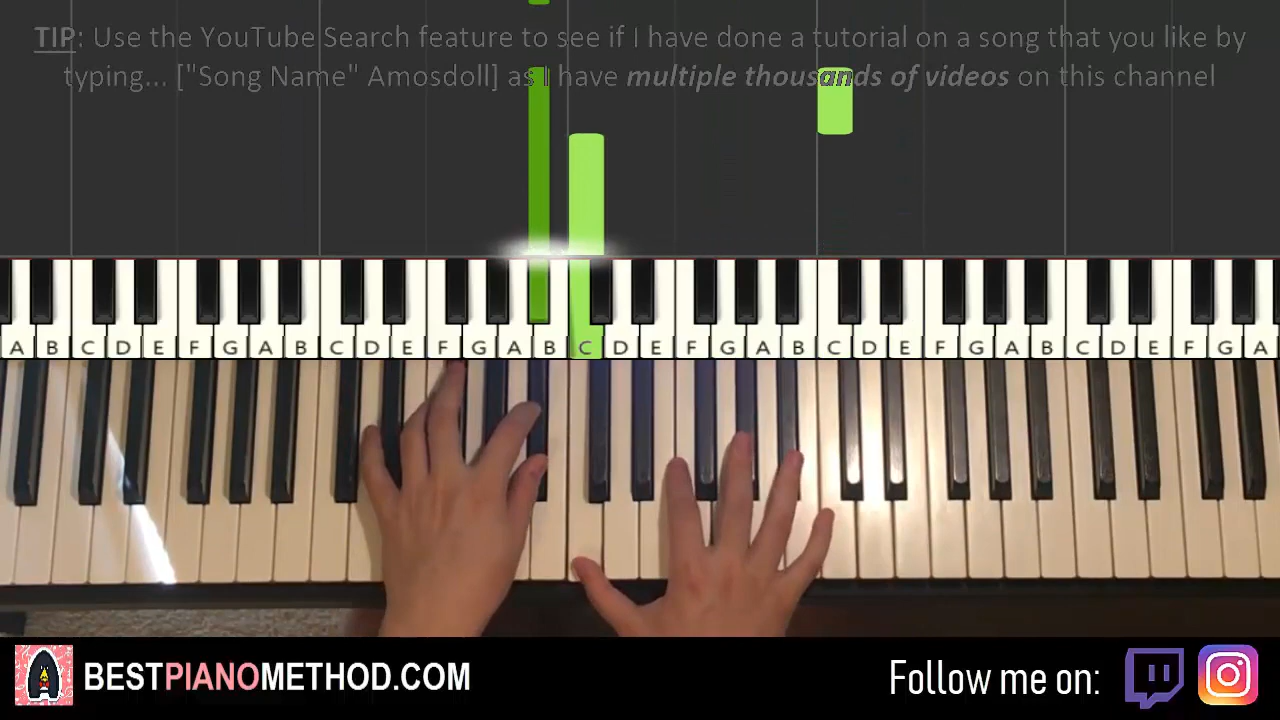 TIP: Use the YouTube Search feature to see if I have done a tutorial on a song that you like by
typing... ["Song Name" Amosdoll] as I have multiple thousands of videos on this channel
A B C D E F G A B C D E F G A B C D E F G A B C D E F G A B C D E F G A
BESTPIANOMETHOD.COM
Follow me on: